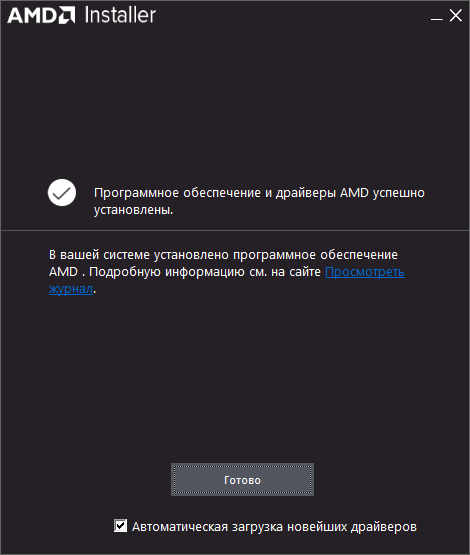 AMD Installer
Программное обеспечение и драйверы AMD успешно
установлены.
В вашей системе установлено программное обеспечение
AMD . Подробную информацию см. на сайте Просмотреть
журнал.
Готово
Автоматическая загрузка новейших драйверов